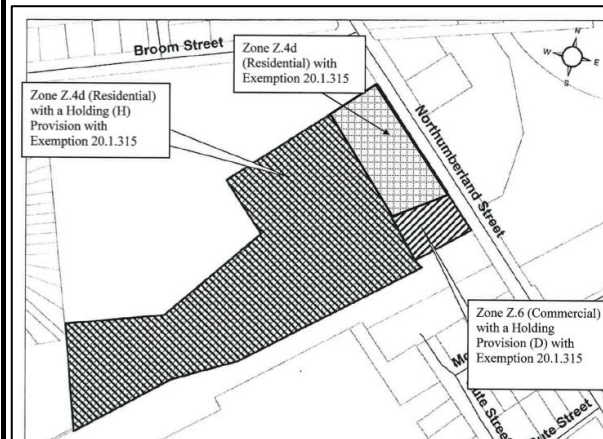 Broom Street
Zone Z.4d
(Residential) with
Exemption 20.1.315
N
W
E
S
Zone Z.4d (Residential)
with a Holding (H)
Provision with
Exemption 20.1.315
Northumberland Street
Zone Z.6 (Commercial)
with a Holding
Provision (D) with
Exemption 20.1.315